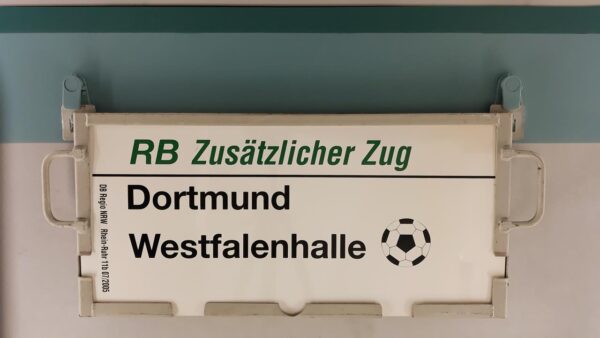 RB Zusätzlicher Zug
Dortmund
Westfalenhalle
DB Regio NRW Rhein-Ruhr 11b 07/2005